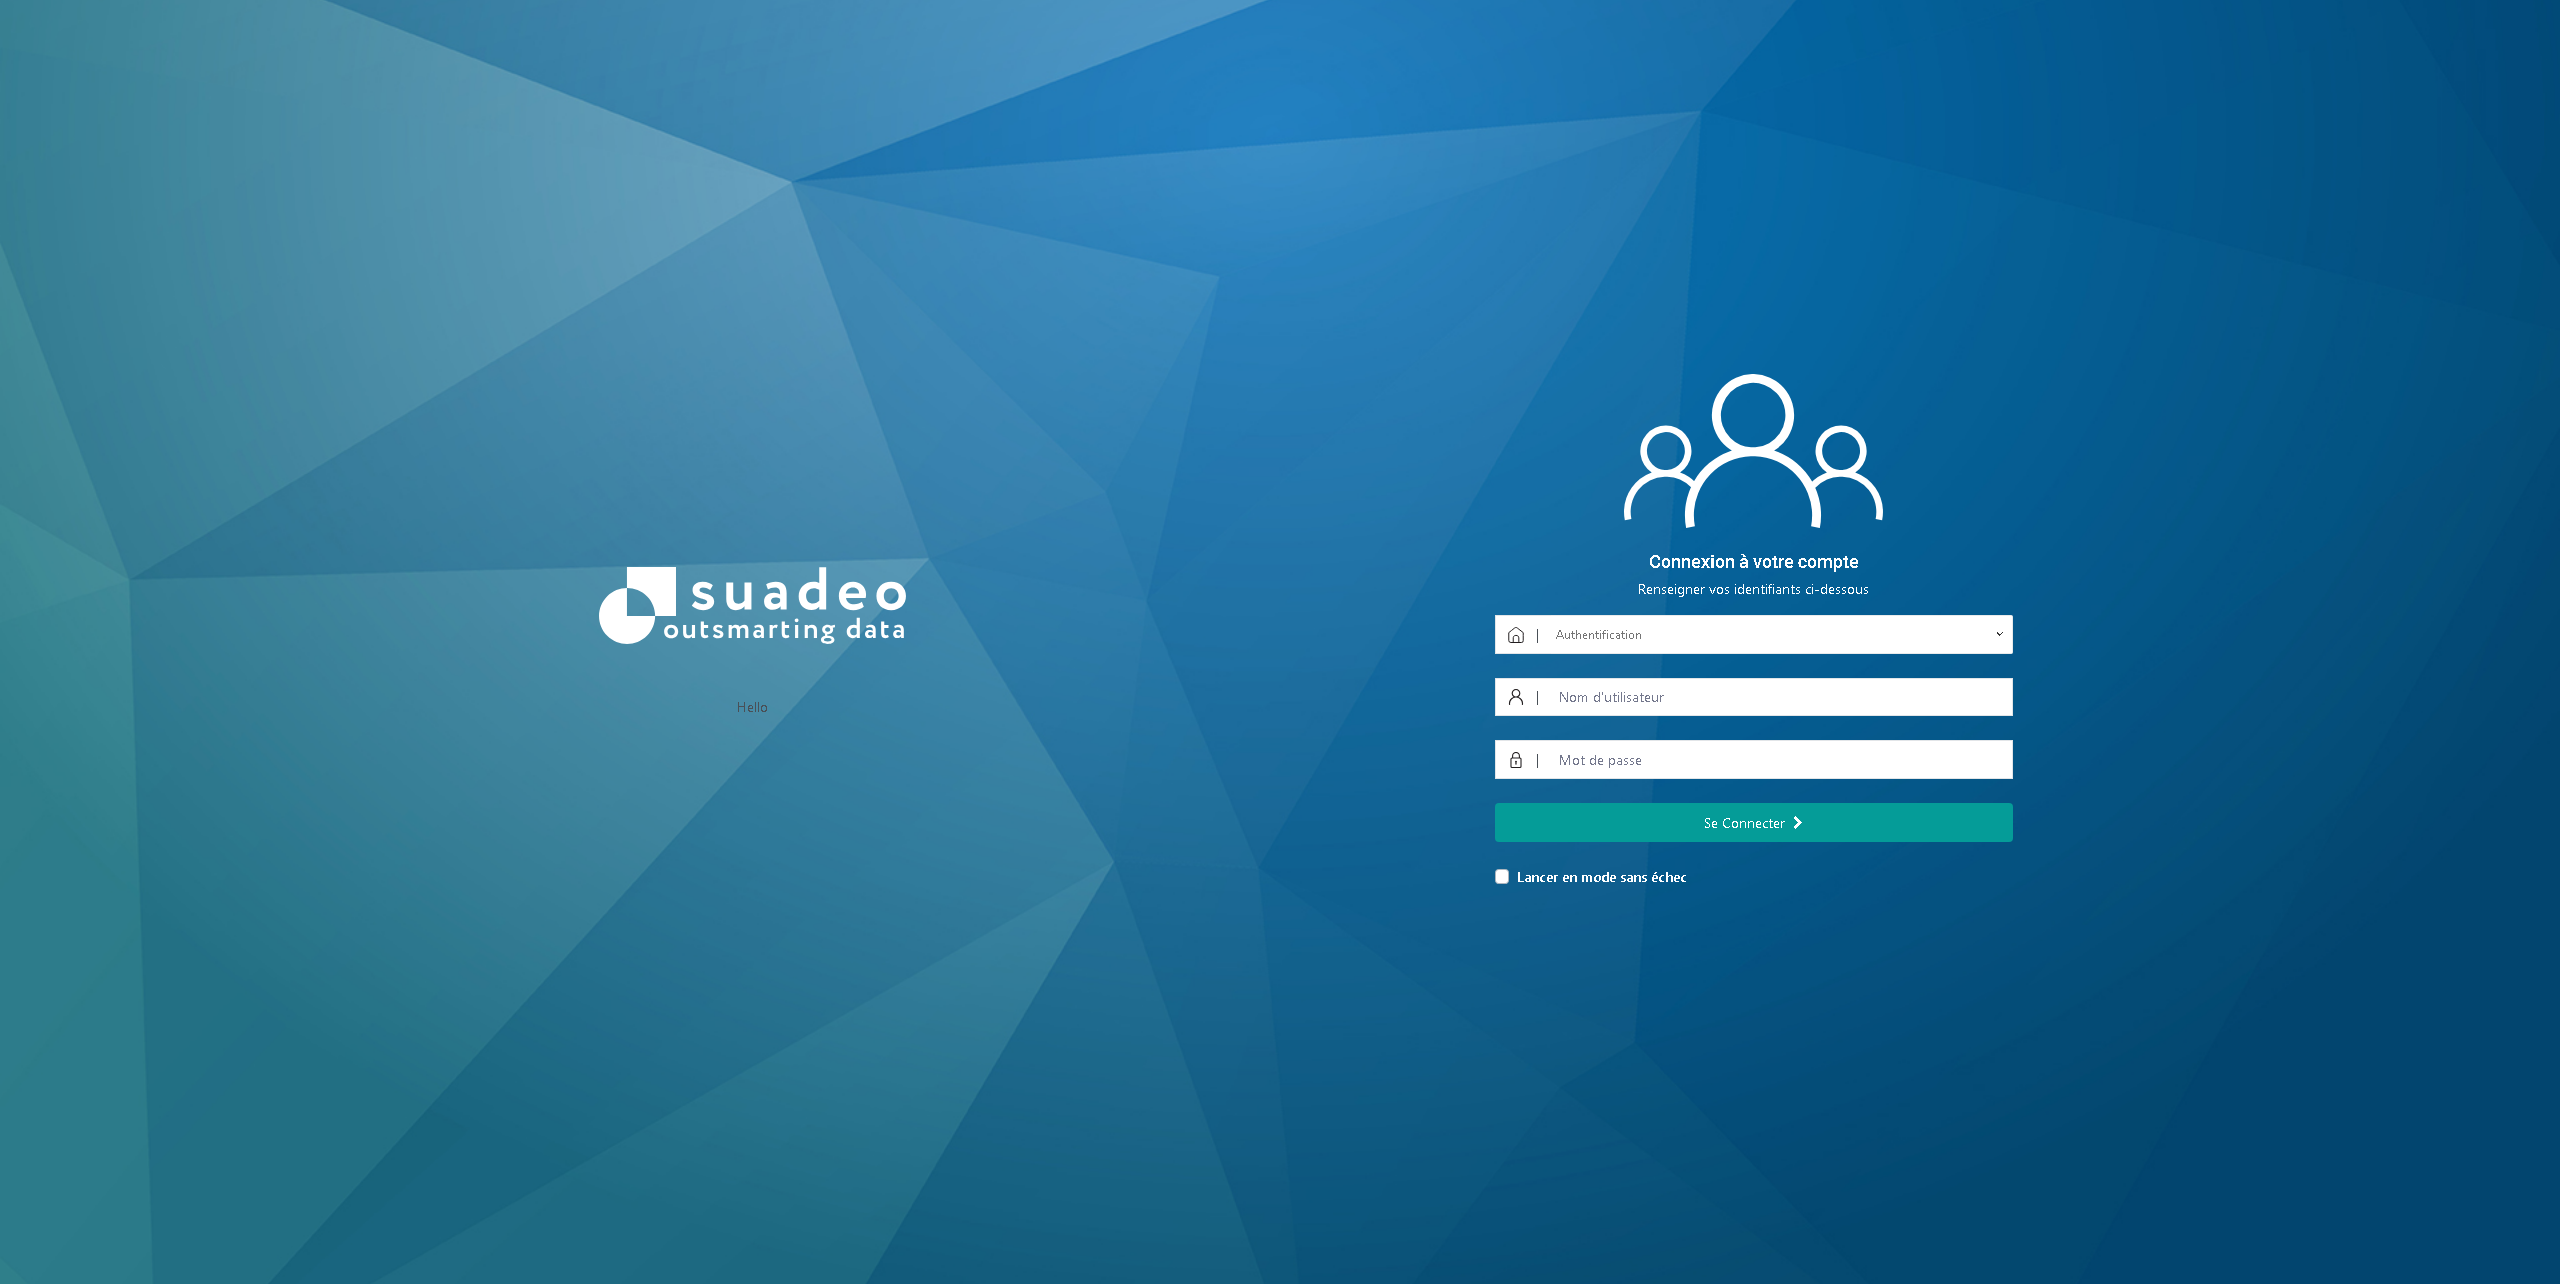 suadeo
outsmarting data
Hello
Connexion à votre compte
Renseigner vos identifiants ci-dessous
Authentification
Nom d'utilisateur
Mot de passe
Se Connecter
Lancer en mode sans échec